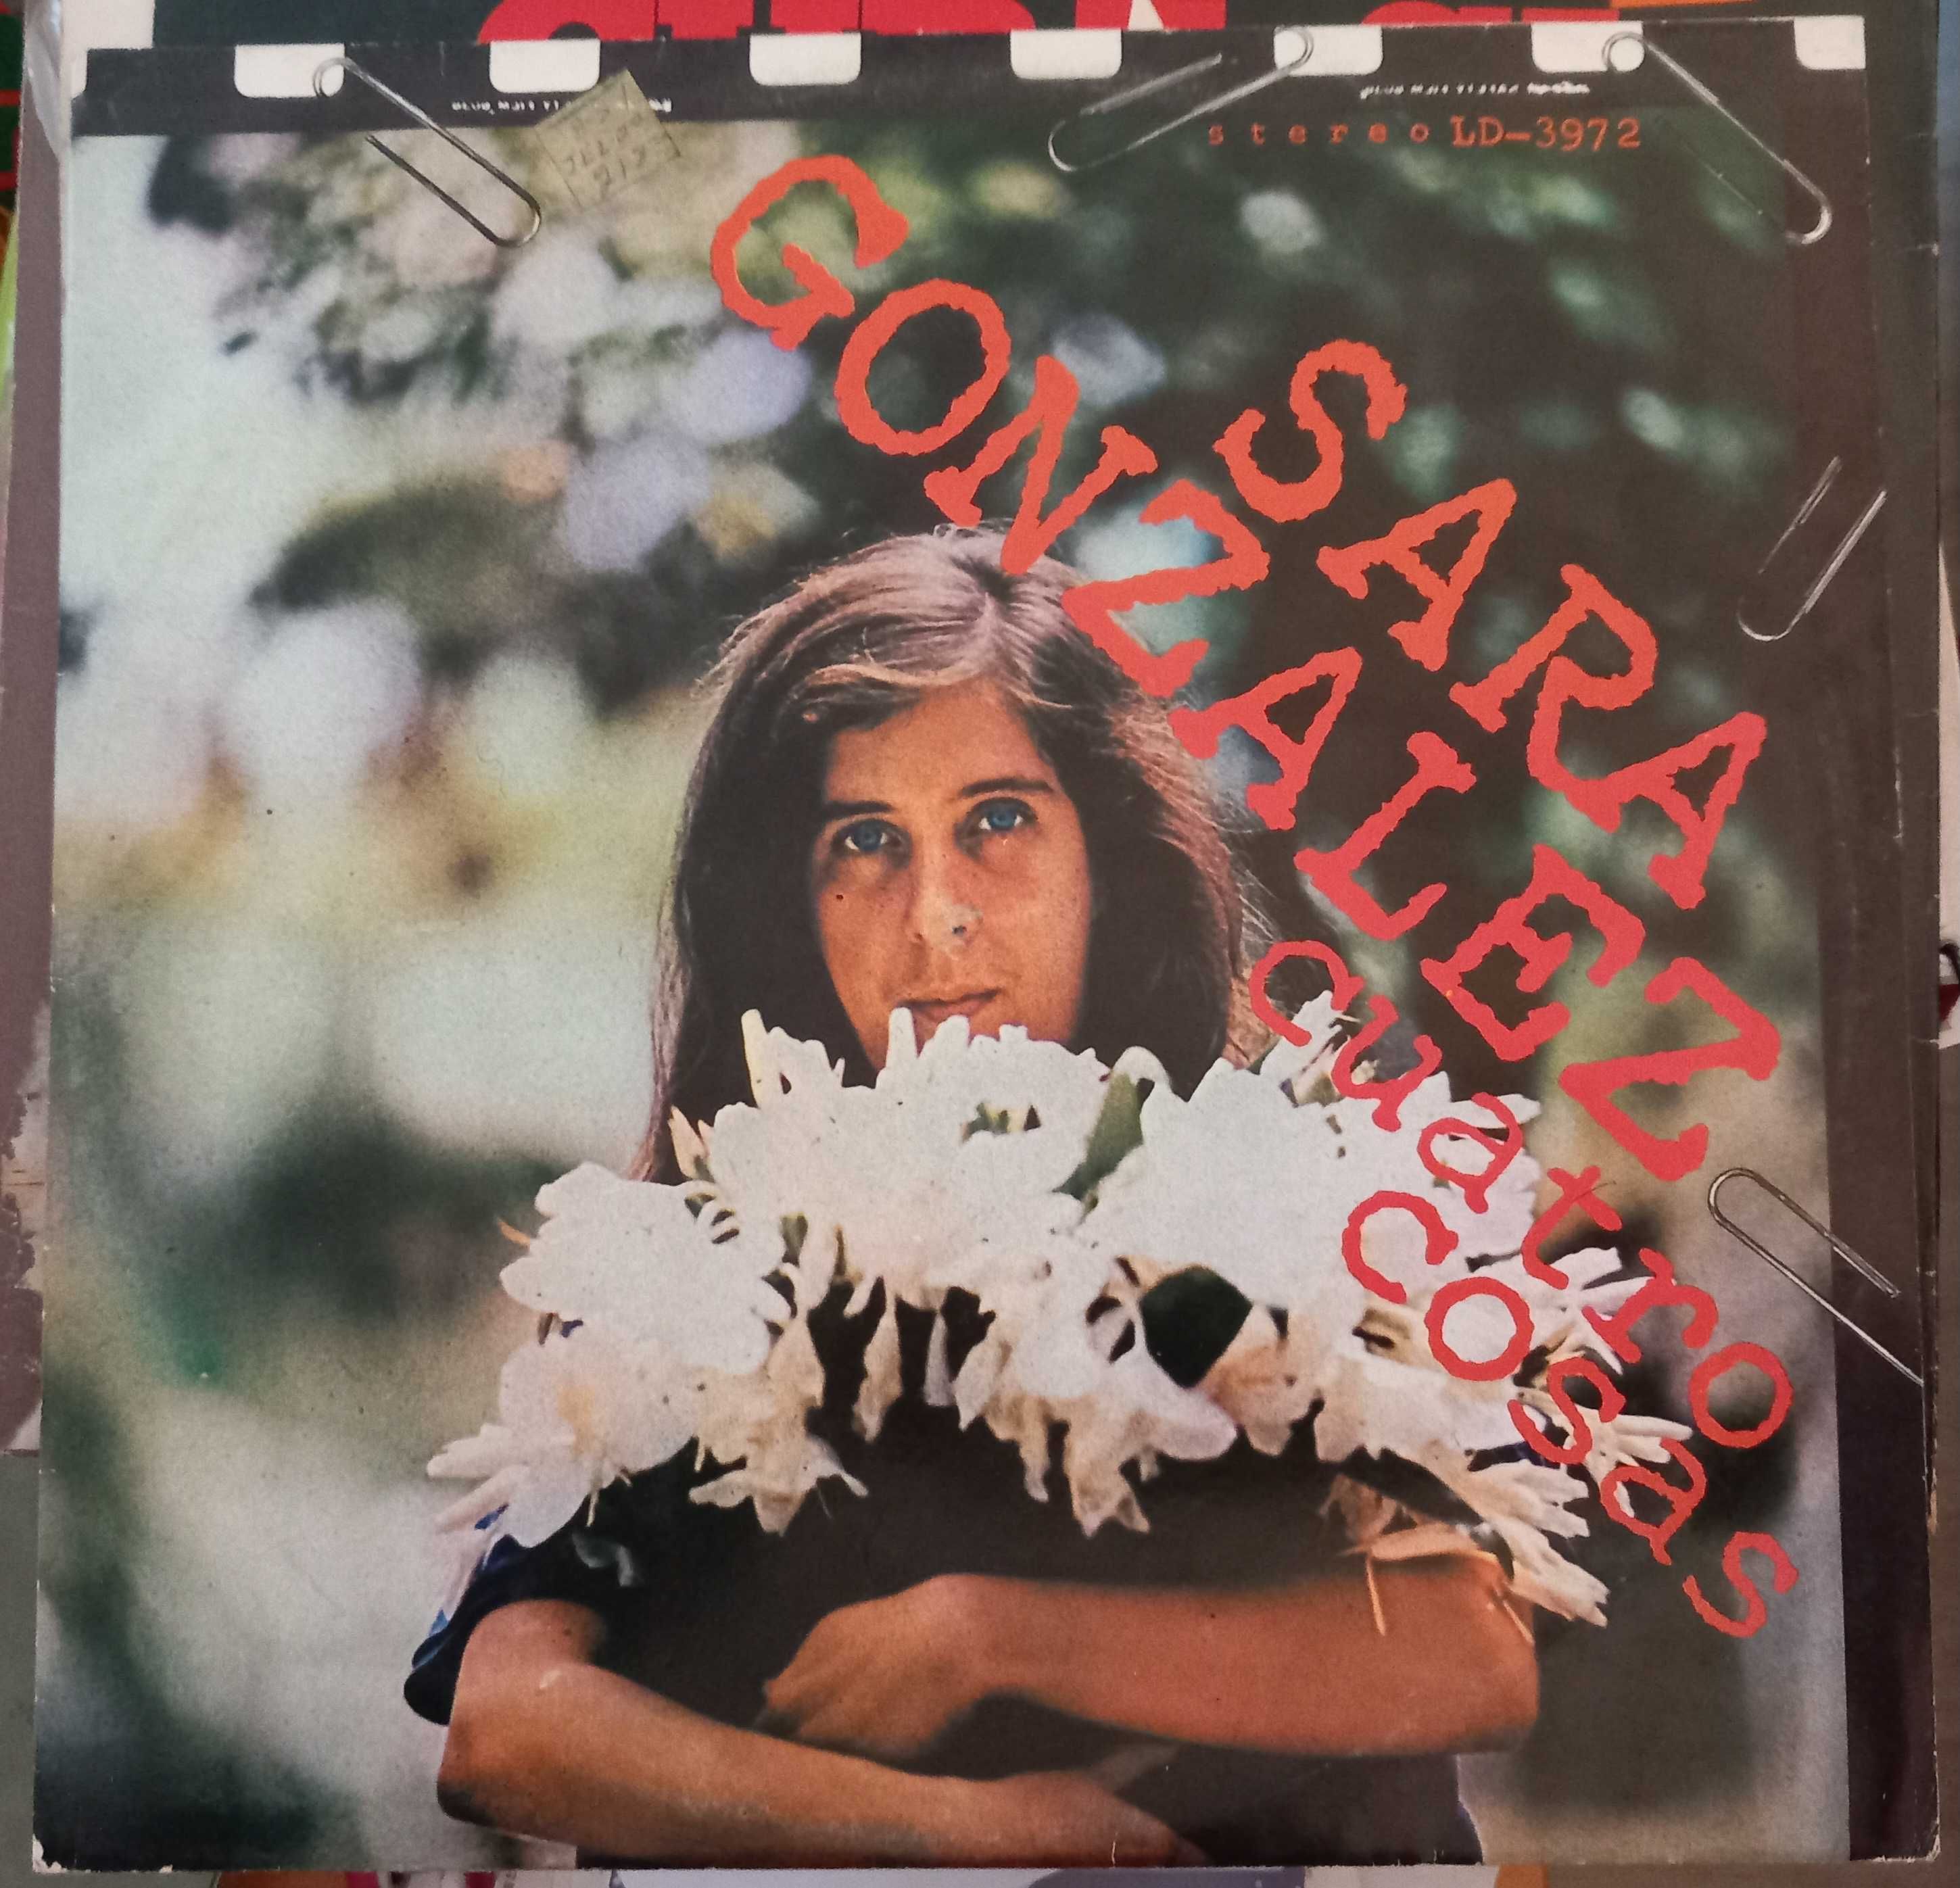 stereo LD-3972
SARA
GONZALEZ
cuatro
cosas